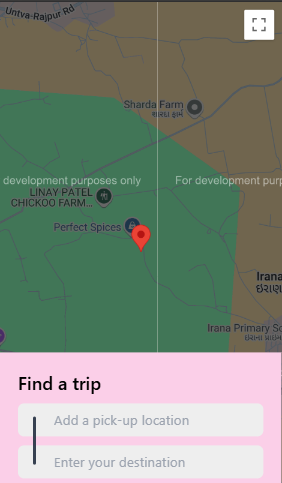 Untva-Rajpur Rd
Sharda Farm
શારદા ફાર્મ
development purposes only
For development purp
LINAY PATEL
CHICKOO FARM...
Perfect Spices
Irana
ઇરાણા
Irana Primary Sc
Find a trip
Add a pick-up location
Enter your destination